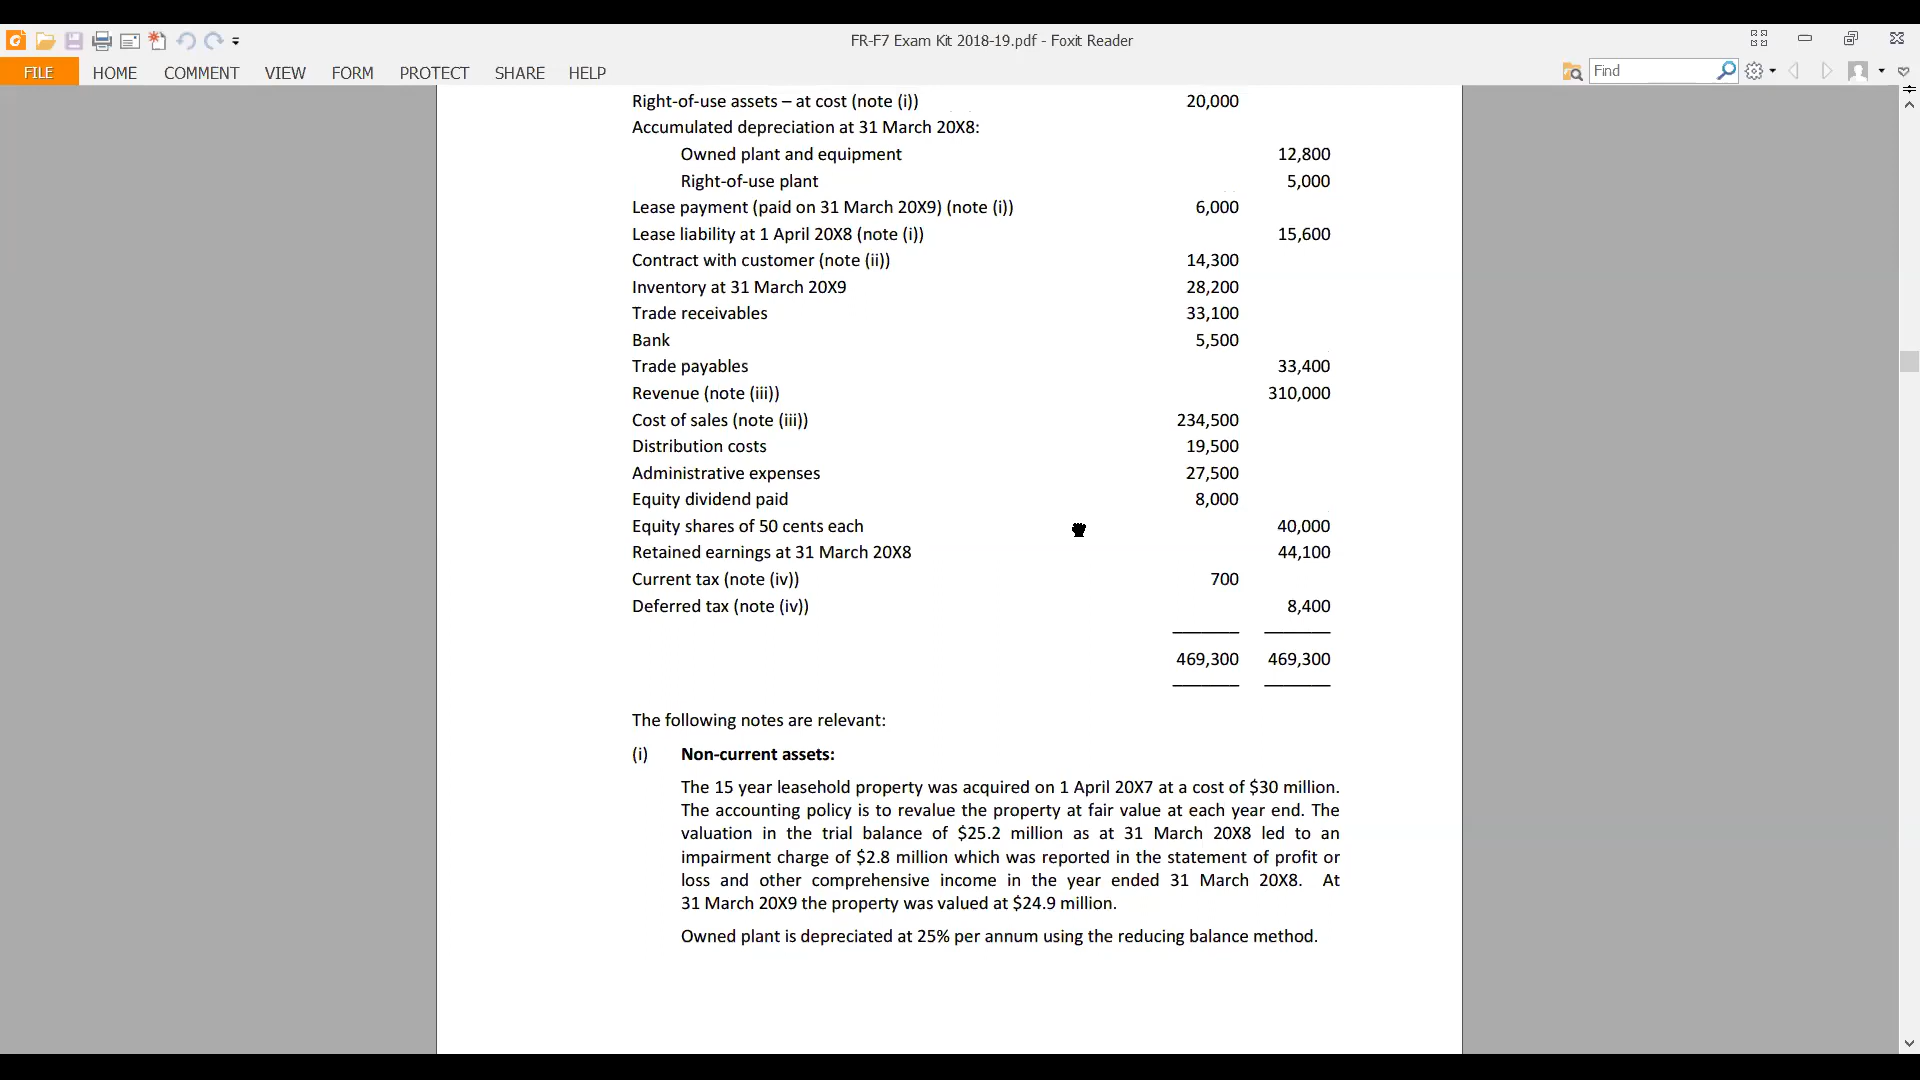 FR-F7 Exam Kit 2018-19.pdf - Foxit Reader
FILE HOME COMMENT VIEW FORM PROTECT SHARE HELP Find
Right-of-use assets – at cost (note (i)) 20,000
Accumulated depreciation at 31 March 20X8:
Owned plant and equipment 12,800
Right-of-use plant 5,000
Lease payment (paid on 31 March 20X9) (note (i)) 6,000
Lease liability at 1 April 20X8 (note (i)) 15,600
Contract with customer (note (ii)) 14,300
Inventory at 31 March 20X9 28,200
Trade receivables 33,100
Bank 5,500
Trade payables 33,400
Revenue (note (iii)) 310,000
Cost of sales (note (iii)) 234,500
Distribution costs 19,500
Administrative expenses 27,500
Equity dividend paid 8,000
Equity shares of 50 cents each 40,000
Retained earnings at 31 March 20X8 44,100
Current tax (note (iv)) 700
Deferred tax (note (iv)) 8,400
469,300 469,300
The following notes are relevant:
(i) Non-current assets:
The 15 year leasehold property was acquired on 1 April 20X7 at a cost of $30 million.
The accounting policy is to revalue the property at fair value at each year end. The
valuation in the trial balance of $25.2 million as at 31 March 20X8 led to an
impairment charge of $2.8 million which was reported in the statement of profit or
loss and other comprehensive income in the year ended 31 March 20X8. At
31 March 20X9 the property was valued at $24.9 million.
Owned plant is depreciated at 25% per annum using the reducing balance method.